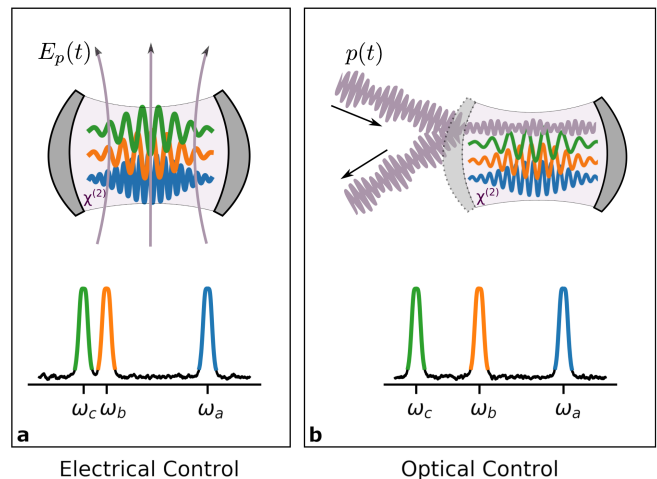 E_p(t)
χ^(2)
ω_c ω_b ω_a
a
Electrical Control
p(t)
χ^(2)
ω_c ω_b ω_a
b
Optical Control